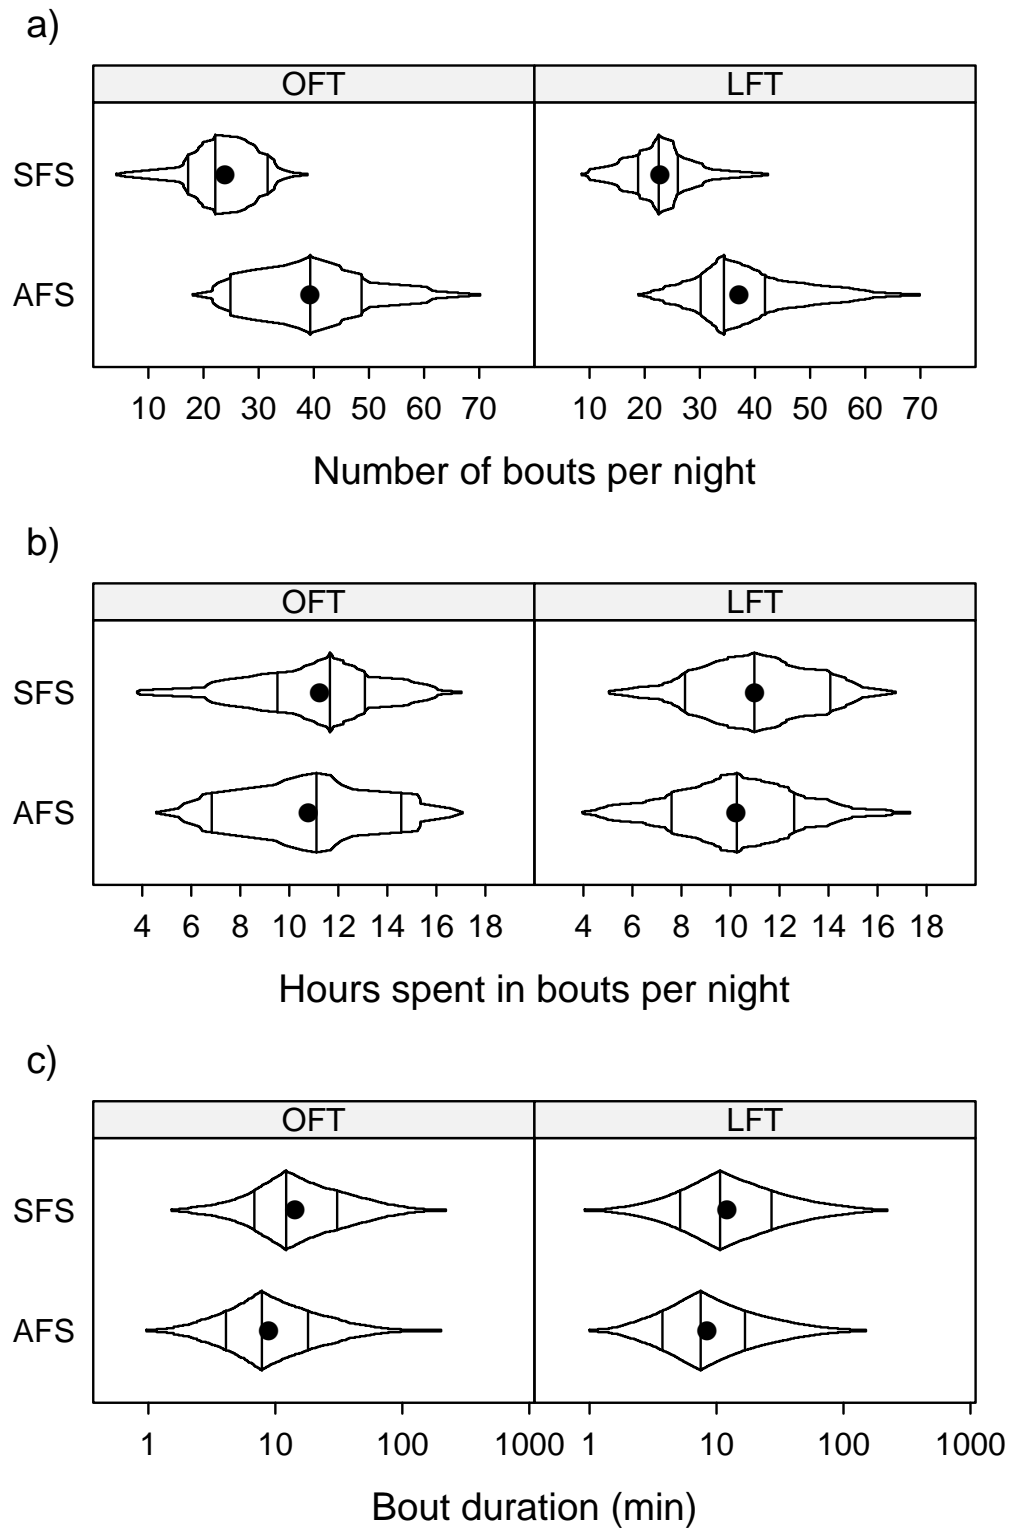 a)
OFT LFT
SFS
AFS
10 20 30 40 50 60 70 10 20 30 40 50 60 70
Number of bouts per night
b)
OFT LFT
SFS
AFS
4 6 8 10 12 14 16 18 4 6 8 10 12 14 16 18
Hours spent in bouts per night
c)
OFT LFT
SFS
AFS
1 10 100 1000 1 10 100 1000
Bout duration (min)